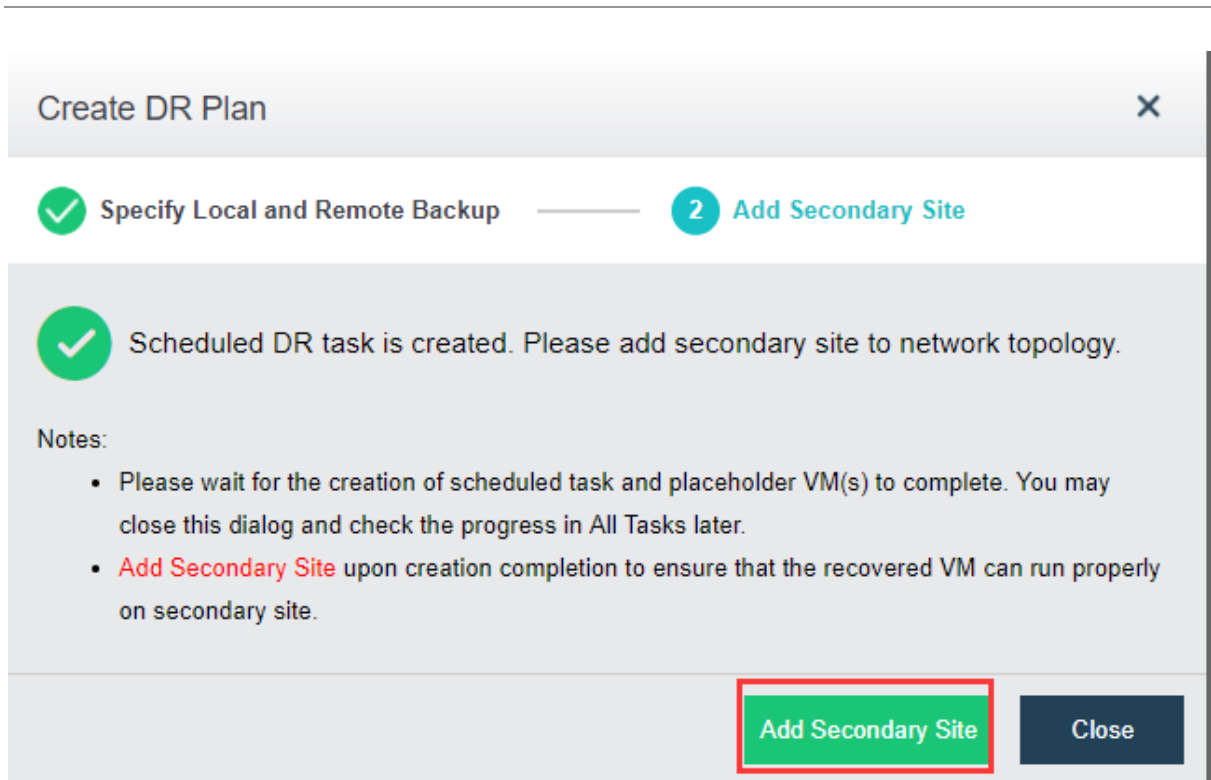 Create DR Plan
Specify Local and Remote Backup 2 Add Secondary Site
Scheduled DR task is created. Please add secondary site to network topology.
Notes:
• Please wait for the creation of scheduled task and placeholder VM(s) to complete. You may
close this dialog and check the progress in All Tasks later.
• Add Secondary Site upon creation completion to ensure that the recovered VM can run properly
on secondary site.
Add Secondary Site Close